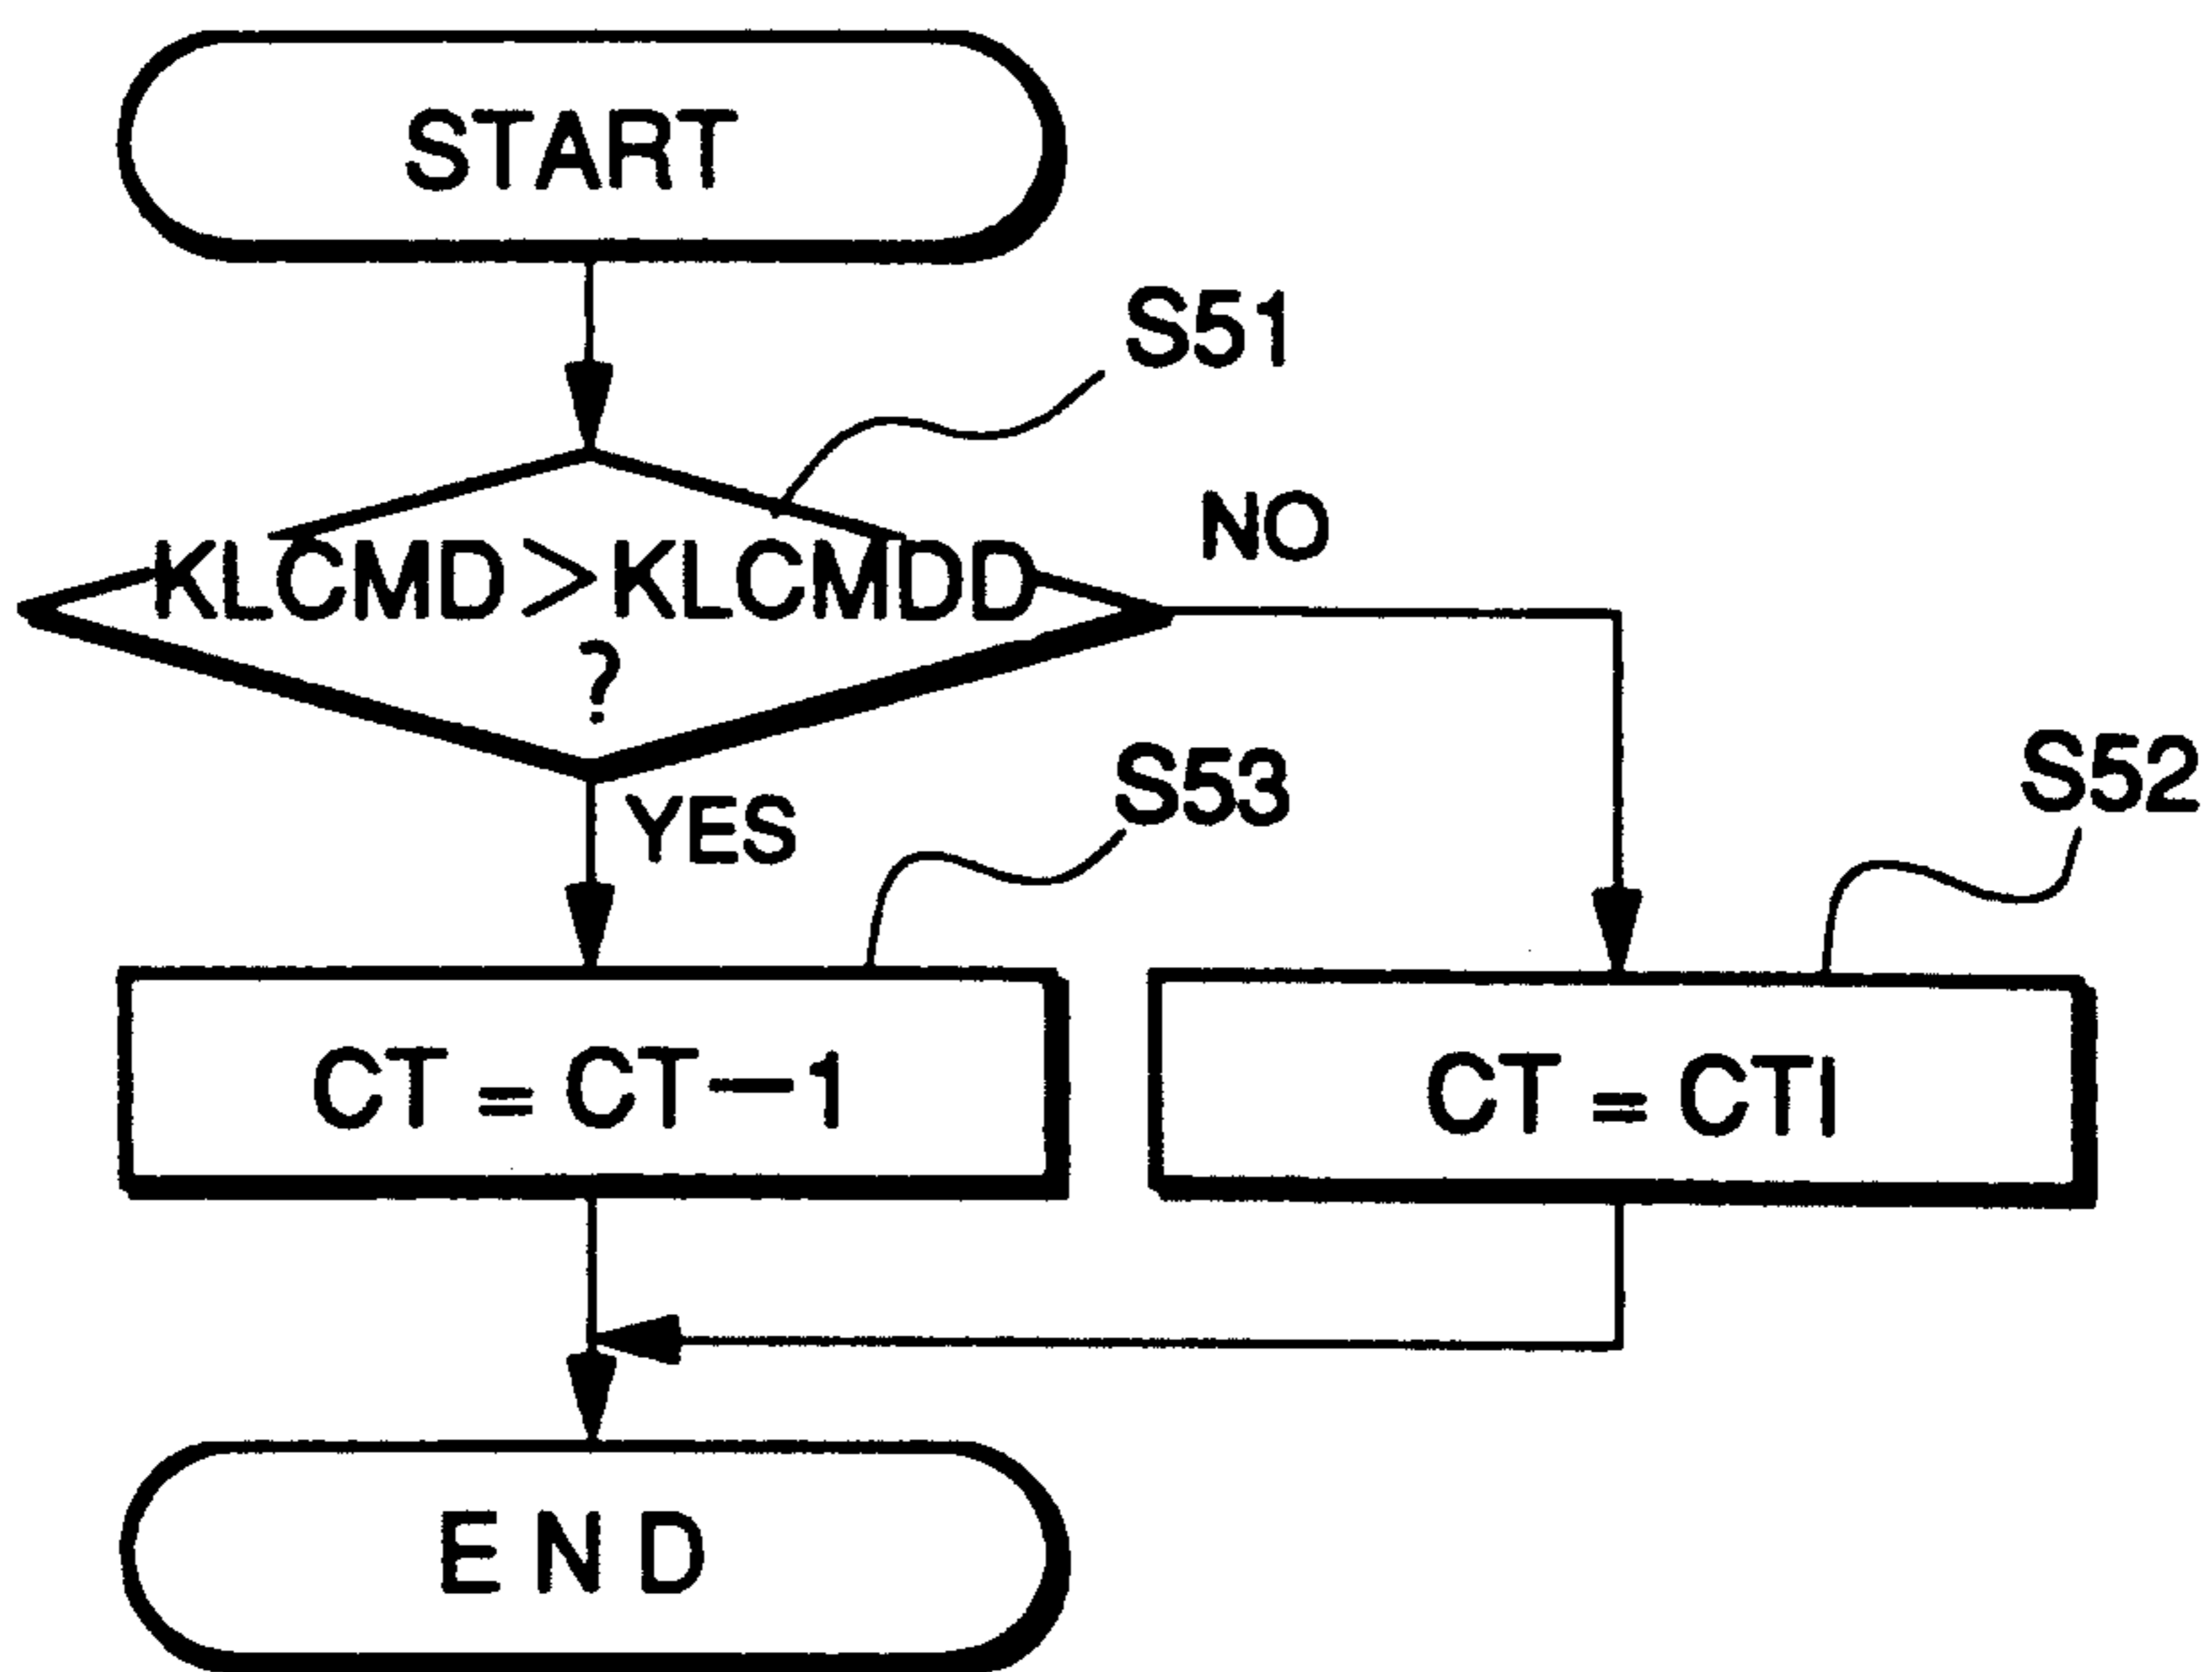 START
S51
KLCMD>KLCMDD
?
NO
YES
S53
S52
CT=CT-1
CT=CTI
END